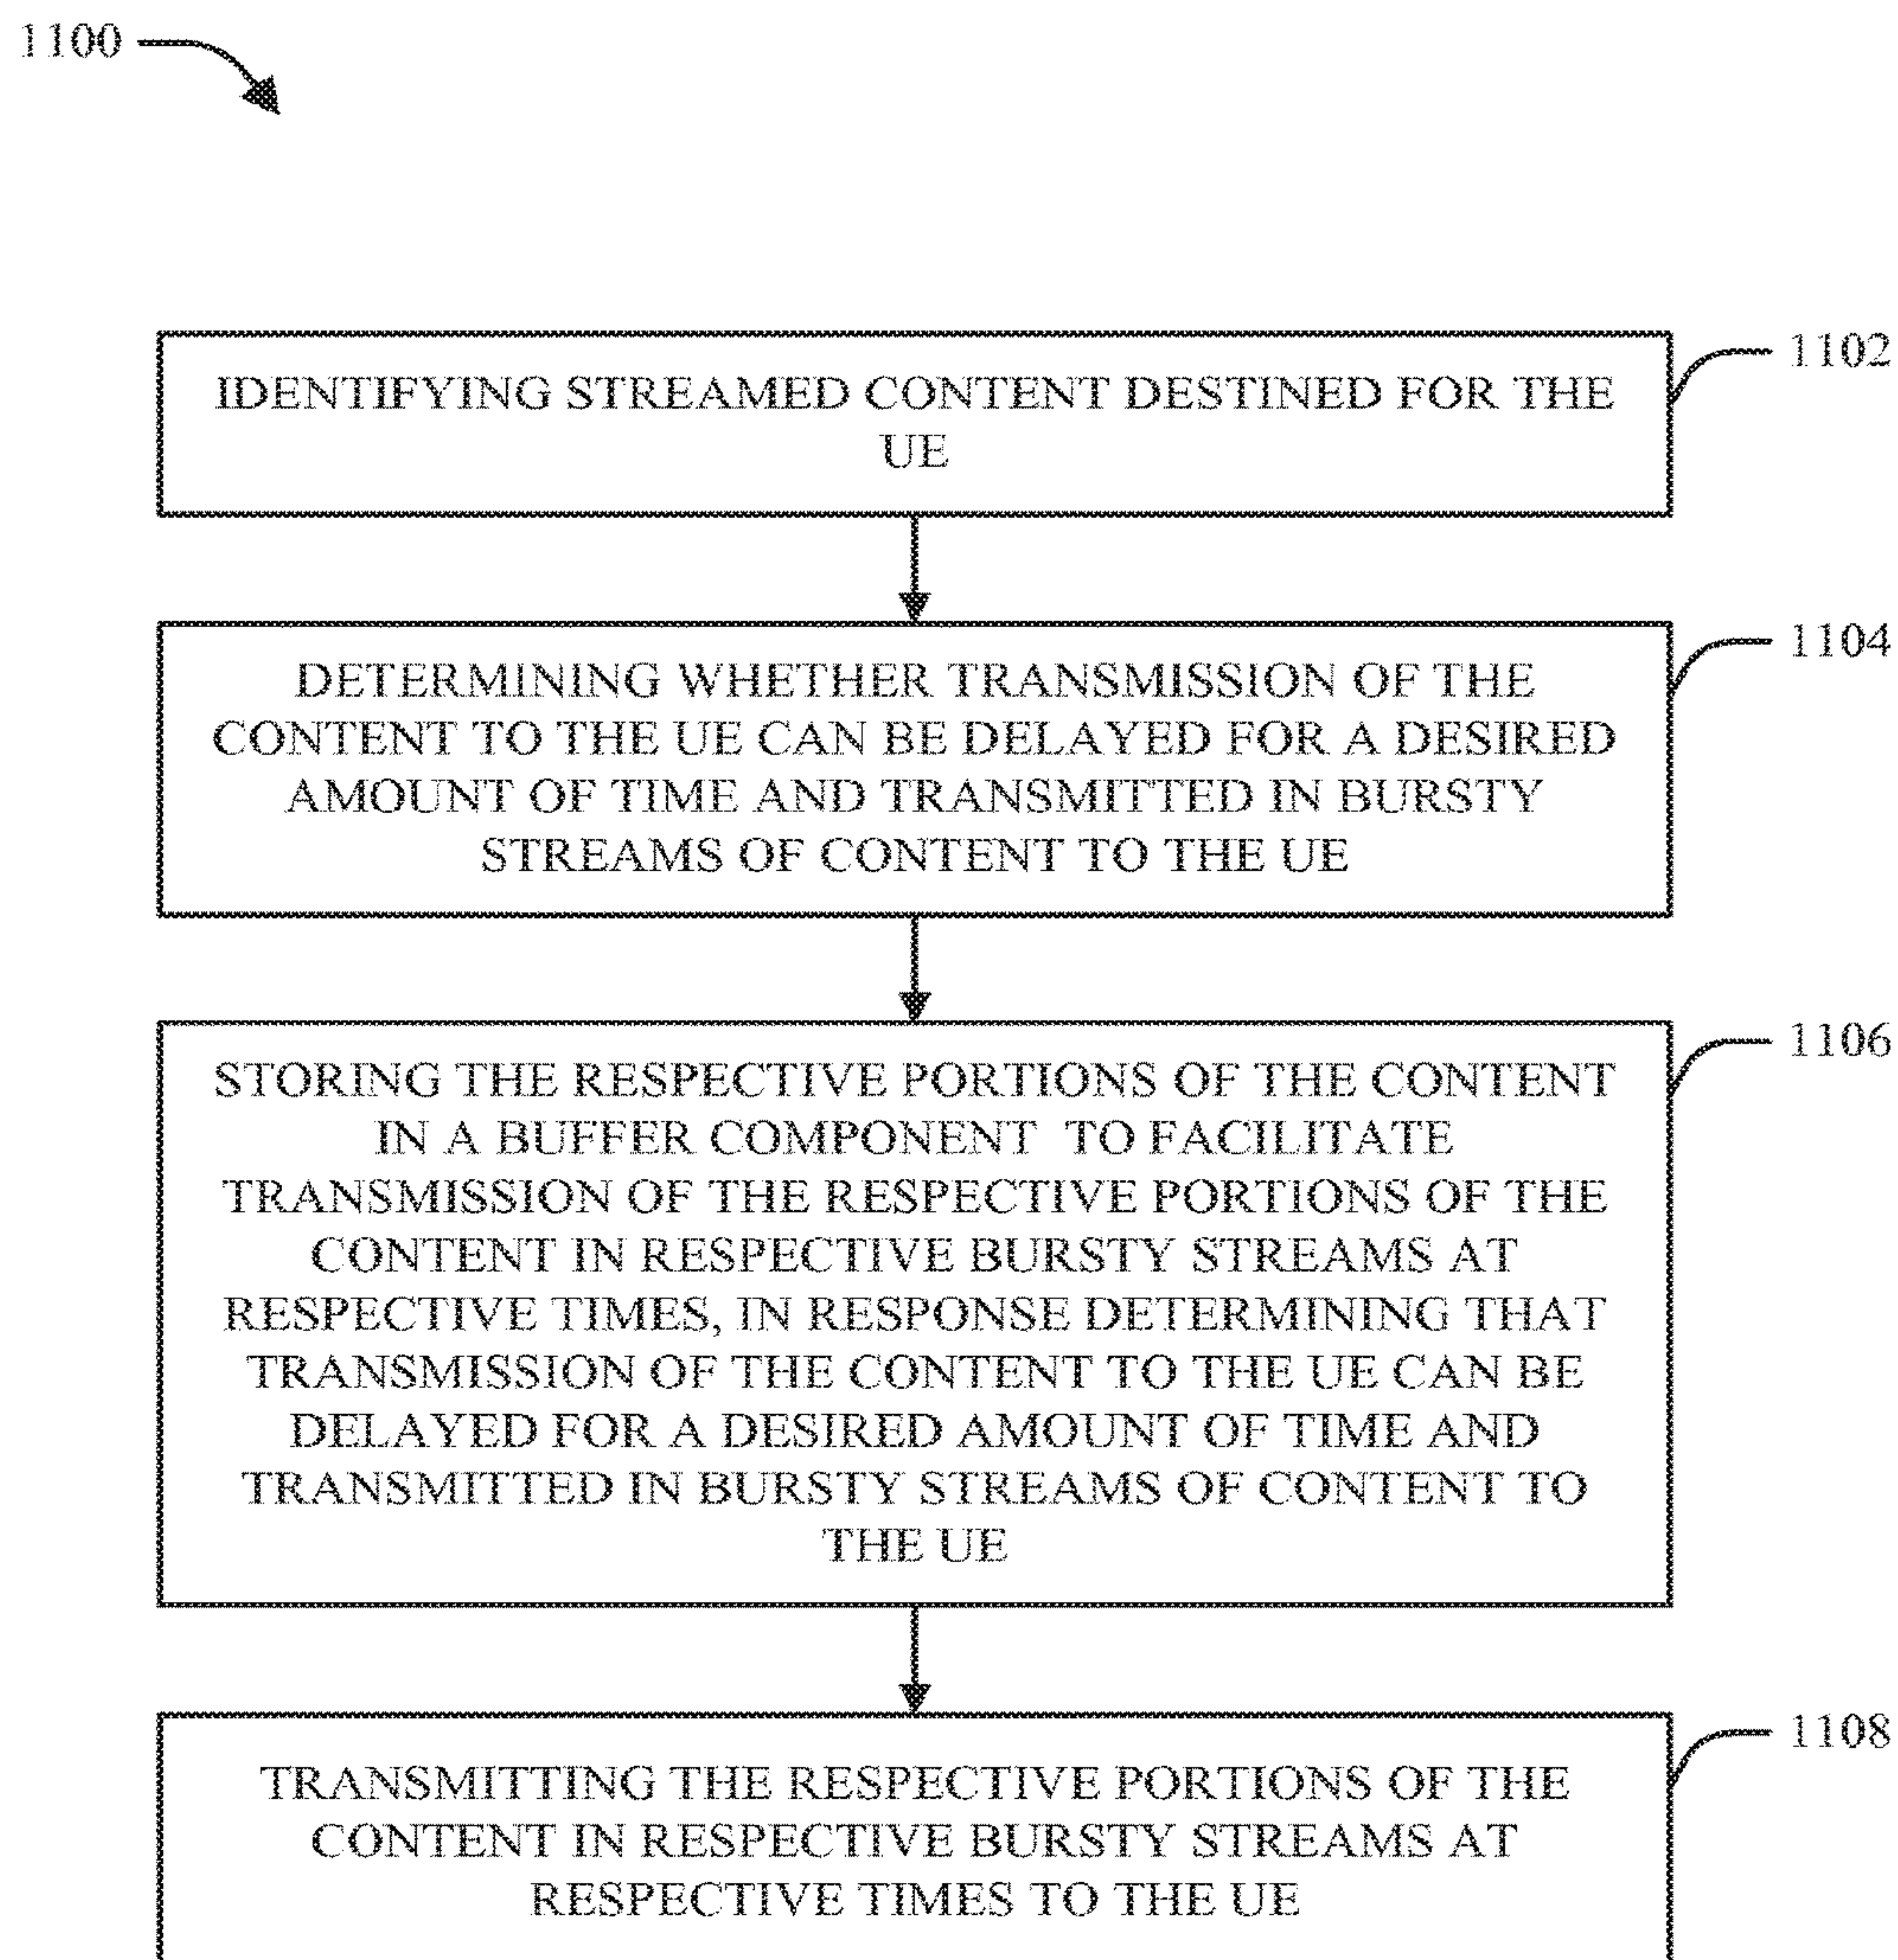 1100
IDENTIFYING STREAMED CONTENT DESTINED FOR THE
UE
1102
DETERMINING WHETHER TRANSMISSION OF THE
CONTENT TO THE UE CAN BE DELAYED FOR A DESIRED
AMOUNT OF TIME AND TRANSMITTED IN BURSTY
STREAMS OF CONTENT TO THE UE
1104
STORING THE RESPECTIVE PORTIONS OF THE CONTENT
IN A BUFFER COMPONENT TO FACILITATE
TRANSMISSION OF THE RESPECTIVE PORTIONS OF THE
CONTENT IN RESPECTIVE BURSTY STREAMS AT
RESPECTIVE TIMES, IN RESPONSE DETERMINING THAT
TRANSMISSION OF THE CONTENT TO THE UE CAN BE
DELAYED FOR A DESIRED AMOUNT OF TIME AND
TRANSMITTED IN BURSTY STREAMS OF CONTENT TO
THE UE
1106
TRANSMITTING THE RESPECTIVE PORTIONS OF THE
CONTENT IN RESPECTIVE BURSTY STREAMS AT
RESPECTIVE TIMES TO THE UE
1108